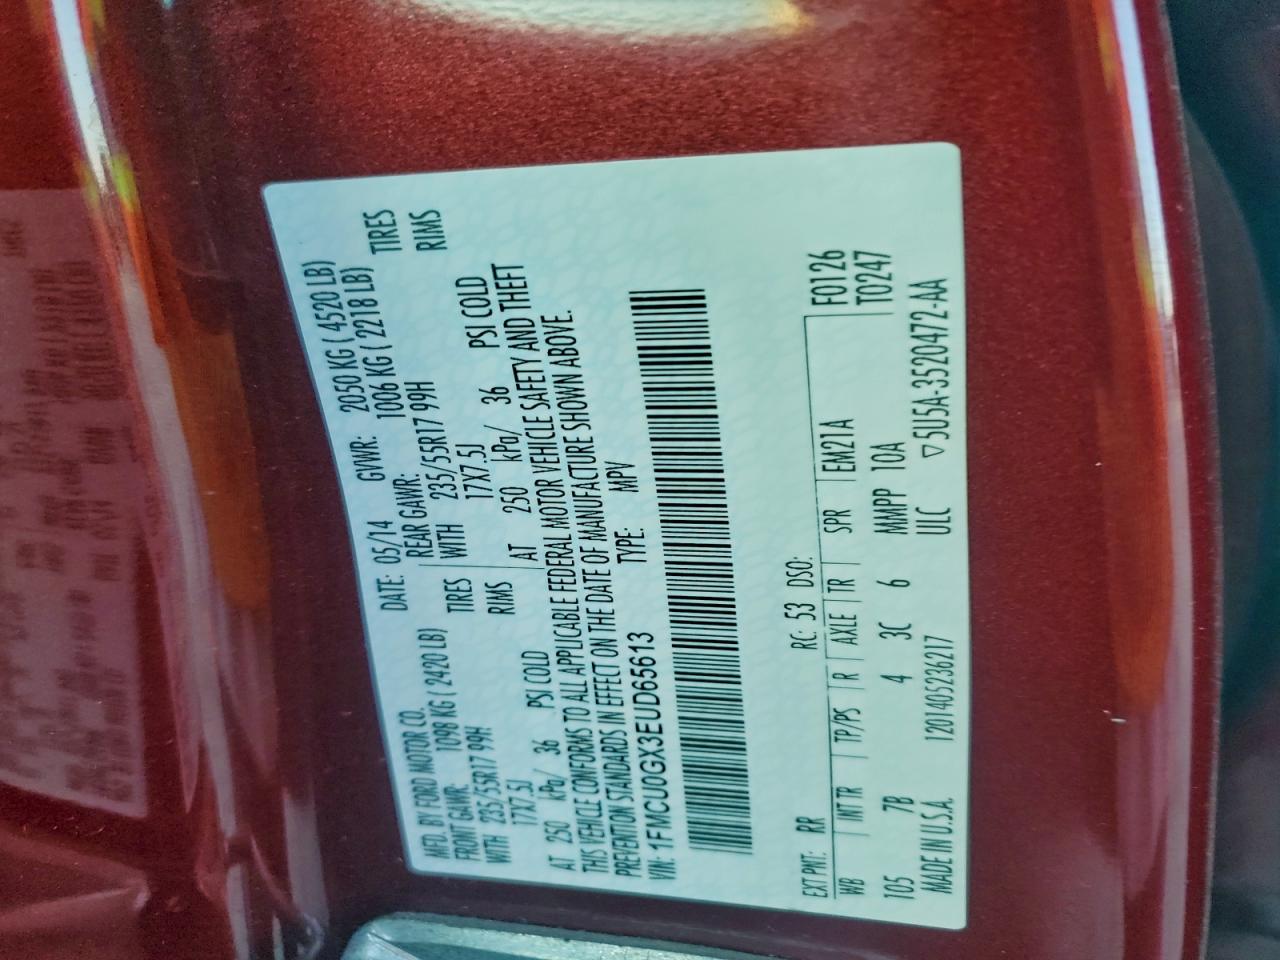 MFD. BY FORD MOTOR CO.
DATE: 05/14 GVWR: 2050 KG ( 4520 LB)
FRONT GAWR: 1098 KG ( 2420 LB) REAR GAWR: 1006 KG ( 2218 LB)
WITH 235/55R17 99H TIRES WITH 235/55R17 99H TIRES
17X7.5J RIMS 17X7.5J RIMS
AT 250 kPa/ 36 PSI COLD AT 250 kPa/ 36 PSI COLD
THIS VEHICLE CONFORMS TO ALL APPLICABLE FEDERAL MOTOR VEHICLE SAFETY AND THEFT
PREVENTION STANDARDS IN EFFECT ON THE DATE OF MANUFACTURE SHOWN ABOVE.
VIN: 1FMCU0GX3EUD65613 TYPE: MPV
EXT PNT: RR RC: 53 DSO: F0126
WB INT TR TP/PS R AXLE TR SPR EM21A T0247
105 7B 4 3C 6 MMPP 10A
MADE IN U.S.A. 120140523​6217 ULC ▽5U5A-3520472-AA